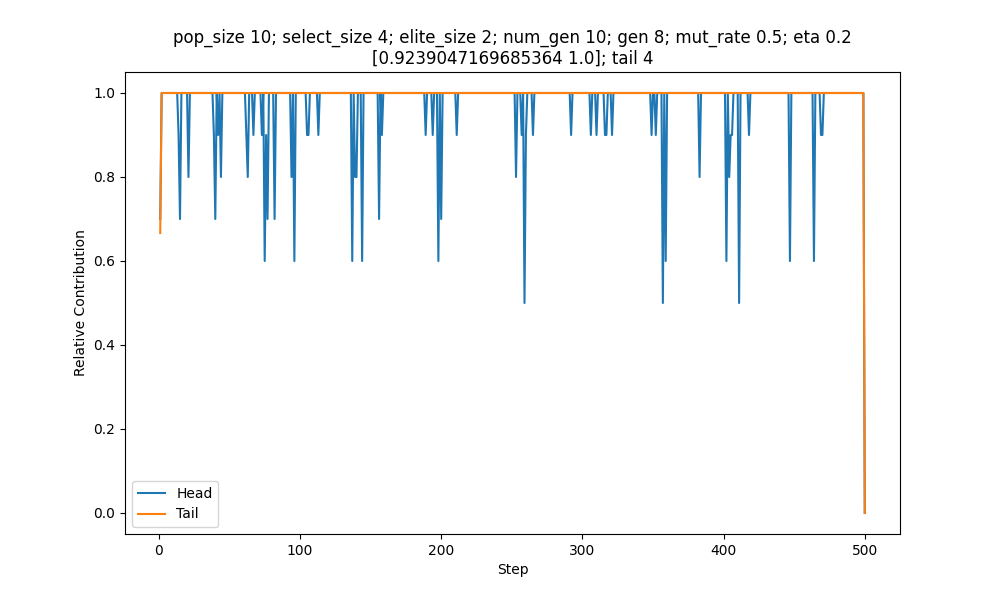 pop_size 10; select_size 4; elite_size 2; num_gen 10; gen 8; mut_rate 0.5; eta 0.2
[0.9239047169685364 1.0]; tail 4
1.0
0.8
0.6
0.4
0.2
0.0
Relative Contribution
Head
Tail
0
100
200
300
400
500
Step